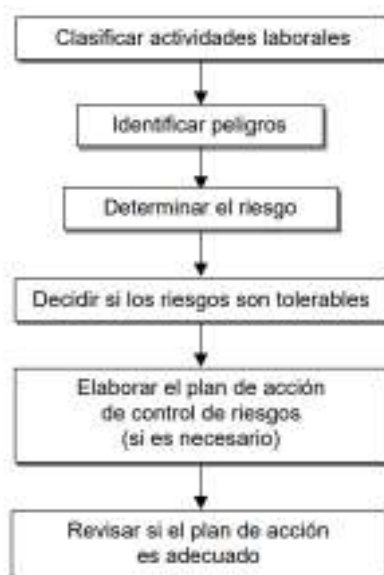 Clasificar actividades laborales
Identificar peligros
Determinar el riesgo
Decidir si los riesgos son tolerables
Elaborar el plan de acción
de control de riesgos
(si es necesario)
Revisar si el plan de acción
es adecuado